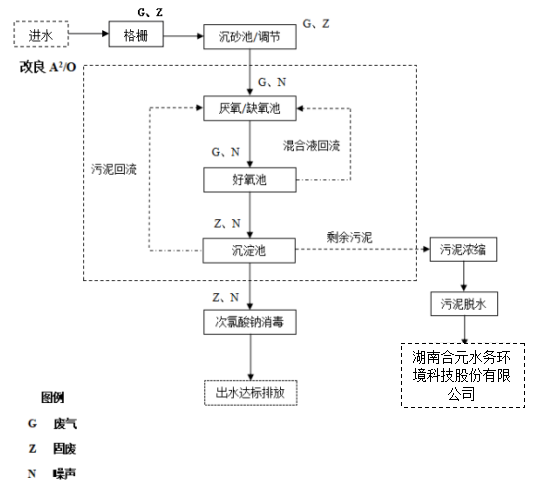 G、Z
进水
格栅
沉砂池/调节
G、Z
改良 A²/O
G、N
厌氧/缺氧池
混合液回流
G、N
污泥回流
好氧池
Z、N
剩余污泥
沉淀池
污泥浓缩
Z、N
污泥脱水
次氯酸钠消毒
湖南合元水务环
境科技股份有限
公司
出水达标排放
图例
G 废气
Z 固废
N 噪声